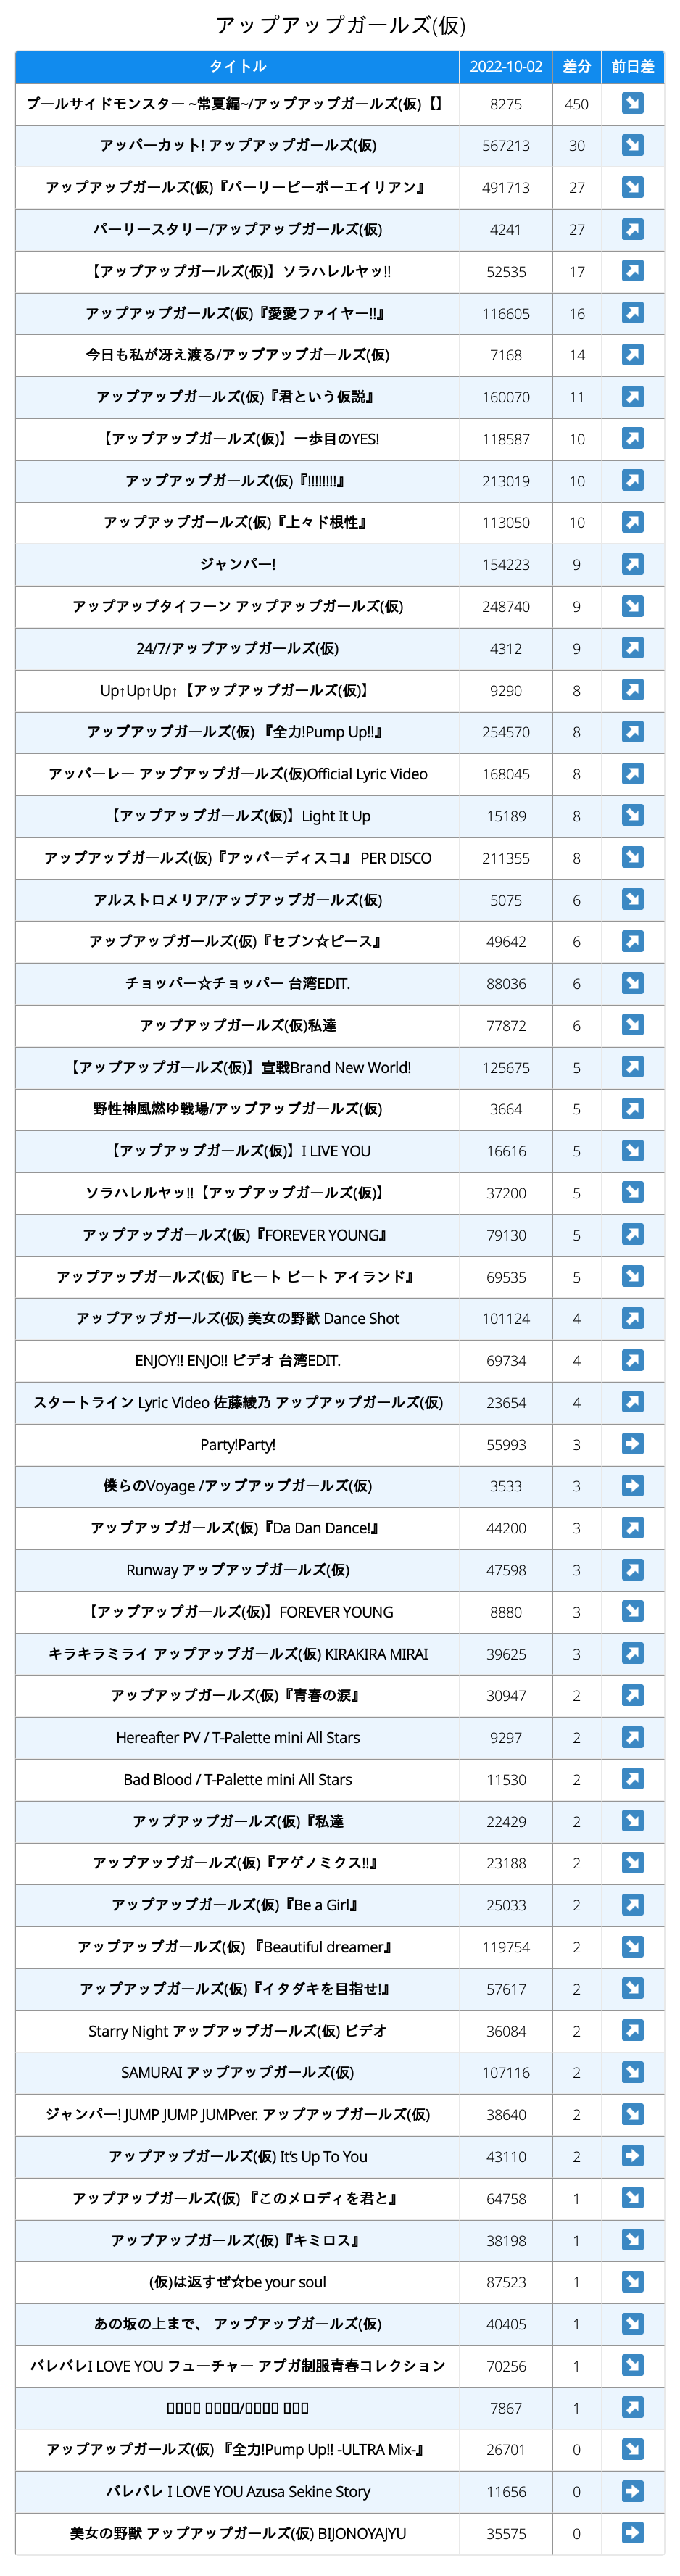 アップアップガールズ(仮)
タイトル 2022-10-02 差分 前日差
プールサイドモンスター ~常夏編~/アップアップガールズ(仮)【】 8275 450 ↘
アッパーカット! アップアップガールズ(仮) 567213 30 ↘
アップアップガールズ(仮)『パーリーピーポーエイリアン』 491713 27 ↘
パーリースタリー/アップアップガールズ(仮) 4241 27 ↗
【アップアップガールズ(仮)】ソラハレルヤッ!! 52535 17 ↗
アップアップガールズ(仮)『愛愛ファイヤー!!』 116605 16 ↗
今日も私が冴え渡る/アップアップガールズ(仮) 7168 14 ↗
アップアップガールズ(仮)『君という仮説』 160070 11 ↗
【アップアップガールズ(仮)】一歩目のYES! 118587 10 ↗
アップアップガールズ(仮)『!!!!!!!!』 213019 10 ↗
アップアップガールズ(仮)『上々ド根性』 113050 10 ↗
ジャンパー! 154223 9 ↗
アップアップタイフーン アップアップガールズ(仮) 248740 9 ↘
24/7/アップアップガールズ(仮) 4312 9 ↗
Up↑Up↑Up↑【アップアップガールズ(仮)】 9290 8 ↗
アップアップガールズ(仮) 『全力!Pump Up!!』 254570 8 ↗
アッパーレー アップアップガールズ(仮)Official Lyric Video 168045 8 ↗
【アップアップガールズ(仮)】Light It Up 15189 8 ↘
アップアップガールズ(仮)『アッパーディスコ』 PER DISCO 211355 8 ↘
アルストロメリア/アップアップガールズ(仮) 5075 6 ↘
アップアップガールズ(仮)『セブン☆ピース』 49642 6 ↗
チョッパー☆チョッパー 台湾EDIT. 88036 6 ↘
アップアップガールズ(仮)私達 77872 6 ↘
【アップアップガールズ(仮)】宣戦Brand New World! 125675 5 ↗
野性神風燃ゆ戦場/アップアップガールズ(仮) 3664 5 ↗
【アップアップガールズ(仮)】I LIVE YOU 16616 5 ↘
ソラハレルヤッ!!【アップアップガールズ(仮)】 37200 5 ↘
アップアップガールズ(仮)『FOREVER YOUNG』 79130 5 ↗
アップアップガールズ(仮)『ヒート ビート アイランド』 69535 5 ↘
アップアップガールズ(仮) 美女の野獣 Dance Shot 101124 4 ↗
ENJOY!! ENJO!! ビデオ 台湾EDIT. 69734 4 ↗
スタートライン Lyric Video 佐藤綾乃 アップアップガールズ(仮) 23654 4 ↗
Party!Party! 55993 3 →
僕らのVoyage /アップアップガールズ(仮) 3533 3 →
アップアップガールズ(仮)『Da Dan Dance!』 44200 3 ↗
Runway アップアップガールズ(仮) 47598 3 ↗
【アップアップガールズ(仮)】FOREVER YOUNG 8880 3 ↘
キラキラミライ アップアップガールズ(仮) KIRAKIRA MIRAI 39625 3 ↗
アップアップガールズ(仮)『青春の涙』 30947 2 ↗
Hereafter PV / T-Palette mini All Stars 9297 2 ↗
Bad Blood / T-Palette mini All Stars 11530 2 ↗
アップアップガールズ(仮)『私達 22429 2 ↘
アップアップガールズ(仮)『アゲノミクス!!』 23188 2 ↘
アップアップガールズ(仮)『Be a Girl』 25033 2 ↗
アップアップガールズ(仮) 『Beautiful dreamer』 119754 2 ↘
アップアップガールズ(仮)『イタダキを目指せ!』 57617 2 ↘
Starry Night アップアップガールズ(仮) ビデオ 36084 2 ↗
SAMURAI アップアップガールズ(仮) 107116 2 ↘
ジャンパー! JUMP JUMP JUMPver. アップアップガールズ(仮) 38640 2 ↘
アップアップガールズ(仮) It's Up To You 43110 2 →
アップアップガールズ(仮) 『このメロディを君と』 64758 1 ↘
アップアップガールズ(仮)『キミロス』 38198 1 ↘
(仮)は返すぜ☆be your soul 87523 1 ↘
あの坂の上まで、 アップアップガールズ(仮) 40405 1 ↘
バレバレI LOVE YOU フューチャー アプガ制服青春コレクション 70256 1 ↘
▯▯▯▯ ▯▯▯▯/▯▯▯▯ ▯▯▯ 7867 1 ↗
アップアップガールズ(仮) 『全力!Pump Up!! -ULTRA Mix-』 26701 0 ↘
バレバレ I LOVE YOU Azusa Sekine Story 11656 0 →
美女の野獣 アップアップガールズ(仮) BIJONOYAJYU 35575 0 →